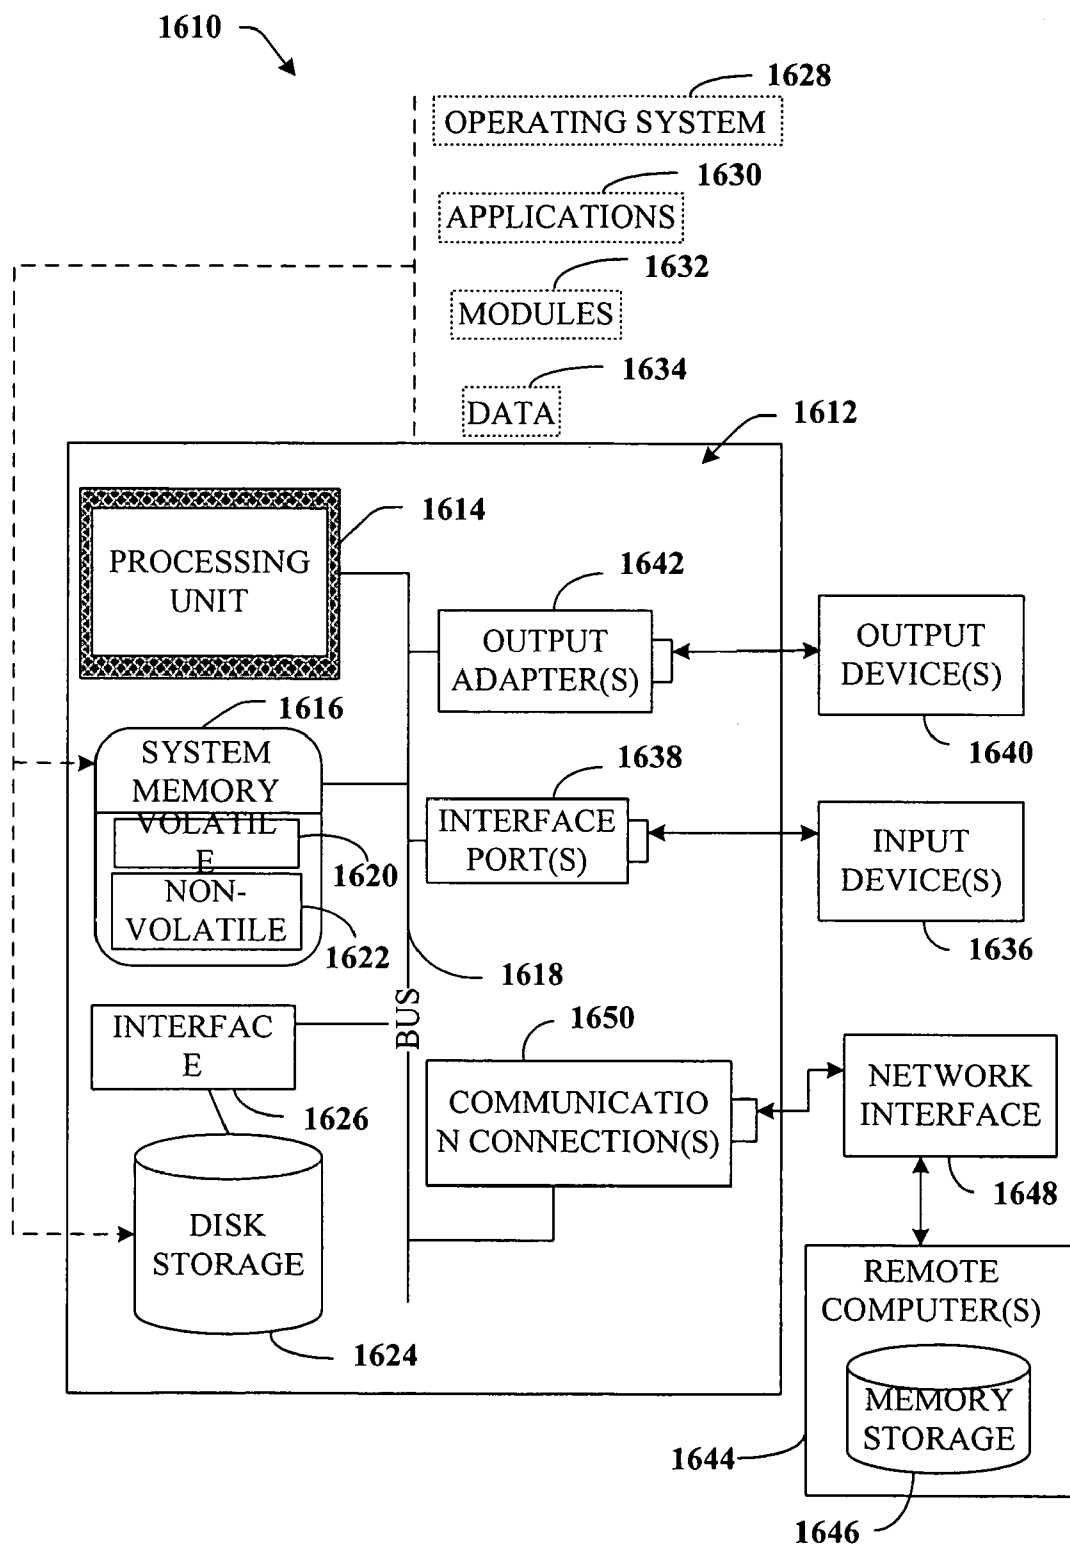 1610
1628
OPERATING SYSTEM
1630
APPLICATIONS
1632
MODULES
1634
DATA
1612
1614
PROCESSING
UNIT
1642
OUTPUT
ADAPTER(S)
OUTPUT
DEVICE(S)
1640
1616
SYSTEM
MEMORY
VOLATIL
E
1620
NON-
VOLATILE
1622
1638
INTERFACE
PORT(S)
INPUT
DEVICE(S)
1636
1618
BUS
INTERFAC
E
1626
1650
COMMUNICATIO
N CONNECTION(S)
NETWORK
INTERFACE
1648
DISK
STORAGE
1624
REMOTE
COMPUTER(S)
MEMORY
STORAGE
1644
1646